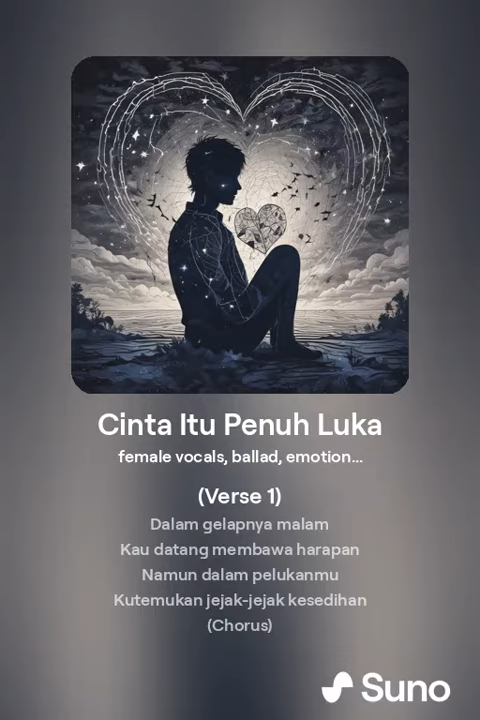 Cinta Itu Penuh Luka
female vocals, ballad, emotion...
(Verse 1)
Dalam gelapnya malam
Kau datang membawa harapan
Namun dalam pelukanmu
Kutemukan jejak-jejak kesedihan
(Chorus)
Suno